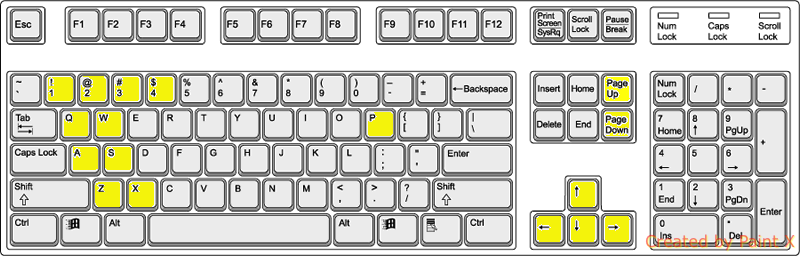 Esc F1 F2 F3 F4 F5 F6 F7 F8 F9 F10 F11 F12 Print Screen SysRq Scroll Lock Pause Break Num Lock Caps Lock Scroll Lock
~ ` ! 1 @ 2 # 3 $ 4 % 5 ^ 6 & 7 * 8 ( 9 ) 0 – - + = ←Backspace Insert Home Page Up Num Lock / * -
Tab Q W E R T Y U I O P { [ } ] | \ Delete End Page Down 7 Home 8 ↑ 9 PgUp +
Caps Lock A S D F G H J K L : ; " ' Enter 4 ← 5 6 →
Shift ⇧ Z X C V B N M < , > . ? / Shift ⇧ ↑ 1 End 2 ↓ 3 PgDn Enter
Ctrl Alt Alt Ctrl ← ↓ → 0 Ins * Del
Created by Paint X